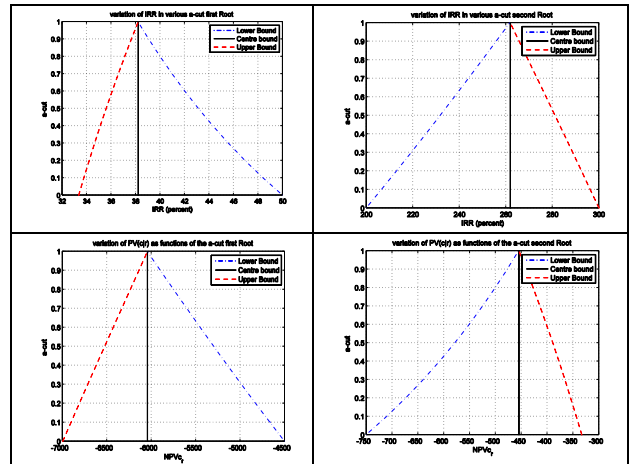 variation of IRR in various a-cut first Root
1
0.9
0.8
0.7
0.6
0.5
0.4
0.3
0.2
0.1
0
a-cut
32 34 36 38 40 42 44 46 48 50
IRR (percent)
Lower Bound
Centre bound
Upper Bound
variation of IRR in various a-cut second Root
1
0.9
0.8
0.7
0.6
0.5
0.4
0.3
0.2
0.1
0
a-cut
200 220 240 260 280 300
IRR (percent)
Lower Bound
Centre bound
Upper Bound
variation of PV(c|r) as functions of the a-cut first Root
1
0.9
0.8
0.7
0.6
0.5
0.4
0.3
0.2
0.1
0
a-cut
-7000 -6500 -6000 -5500 -5000 -4500
NPVcr
Lower Bound
Centre bound
Upper Bound
variation of PV(c|r) as functions of the a-cut second Root
1
0.9
0.8
0.7
0.6
0.5
0.4
0.3
0.2
0.1
0
a-cut
-750 -700 -650 -600 -550 -500 -450 -400 -350 -300
NPVcr
Lower Bound
Centre bound
Upper Bound